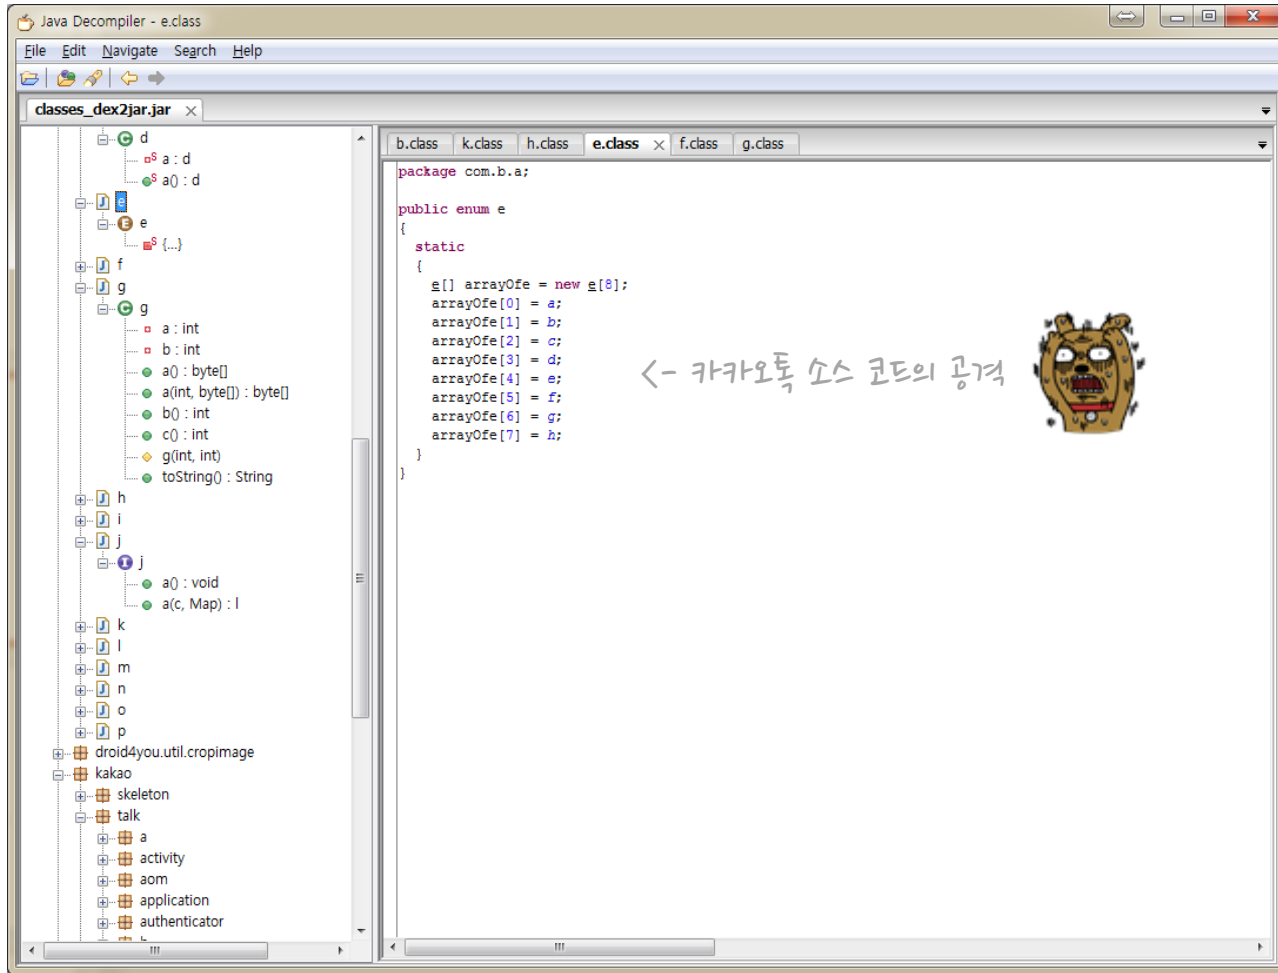 Java Decompiler - e.class
File Edit Navigate Search Help
classes_dex2jar.jar
d
a : d
a() : d
e
e
{...}
f
g
g
a : int
b : int
a() : byte[]
a(int, byte[]) : byte[]
b() : int
c() : int
g(int, int)
toString() : String
h
i
j
j
a() : void
a(c, Map) : l
k
l
m
n
o
p
droid4you.util.cropimage
kakao
skeleton
talk
a
activity
aom
application
authenticator
b.class k.class h.class e.class f.class g.class
package com.b.a;
public enum e
{
static
{
e[] arrayOfe = new e[8];
arrayOfe[0] = a;
arrayOfe[1] = b;
arrayOfe[2] = c;
arrayOfe[3] = d;
arrayOfe[4] = e;
arrayOfe[5] = f;
arrayOfe[6] = g;
arrayOfe[7] = h;
}
}
<- 카카오톡 소스 코드의 공격